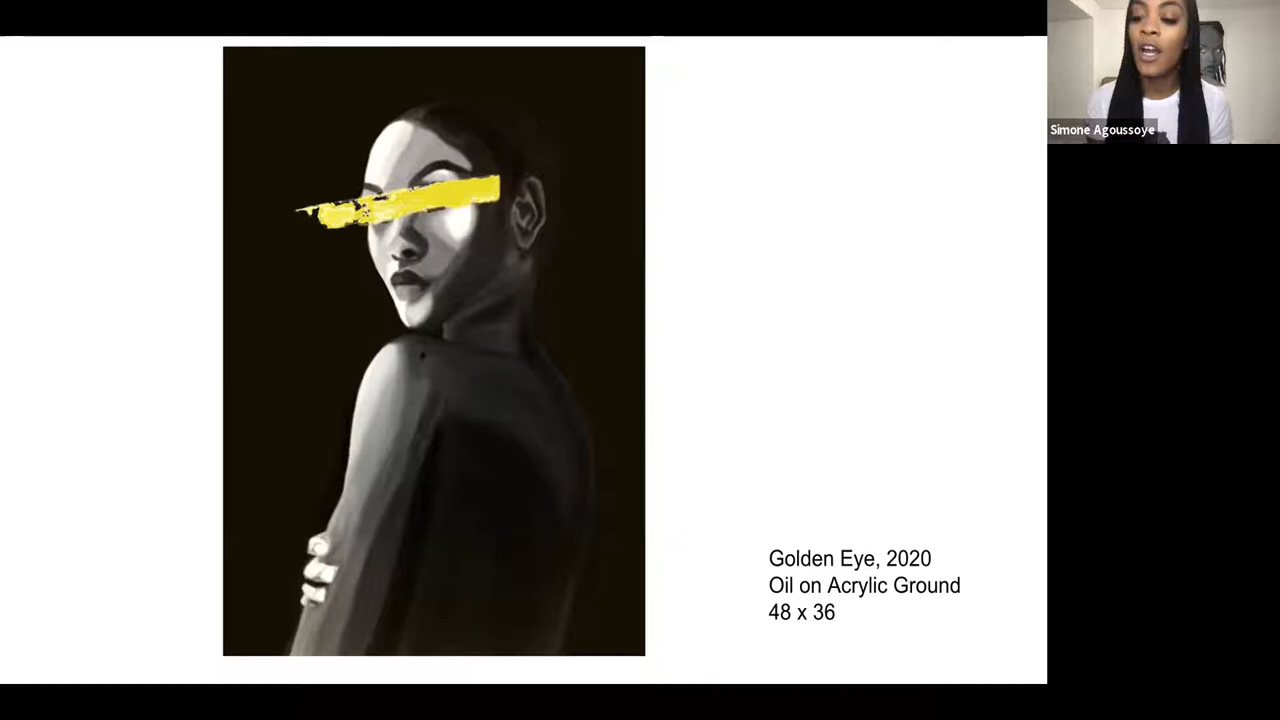 Simone Agoussoye
Golden Eye, 2020
Oil on Acrylic Ground
48 x 36